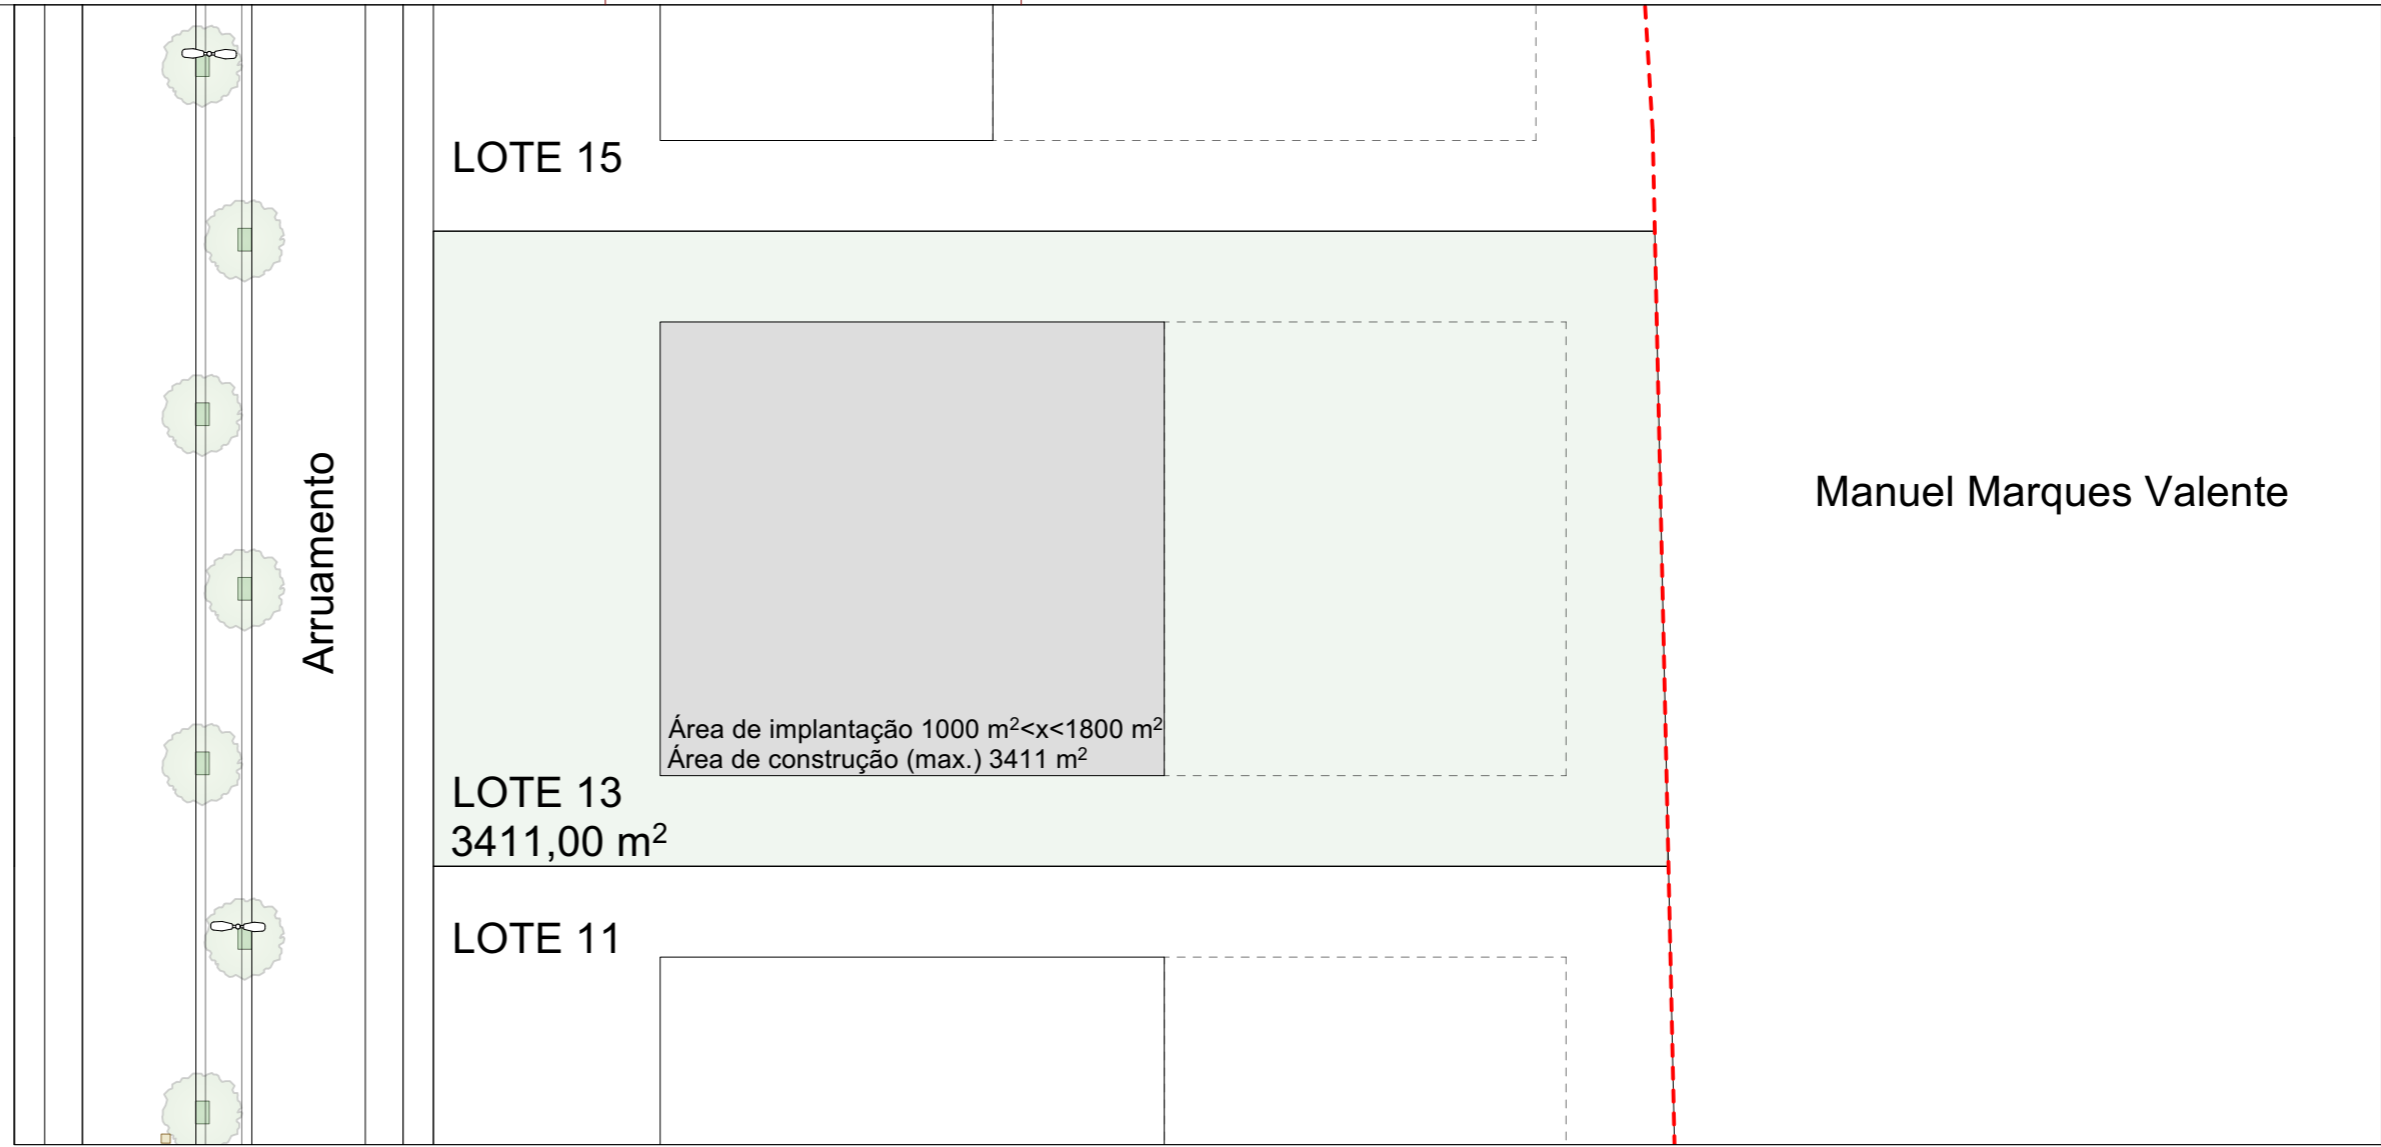 LOTE 15
Arruamento
Manuel Marques Valente
Área de implantação 1000 m²<x<1800 m²
Área de construção (max.) 3411 m²
LOTE 13
3411,00 m²
LOTE 11